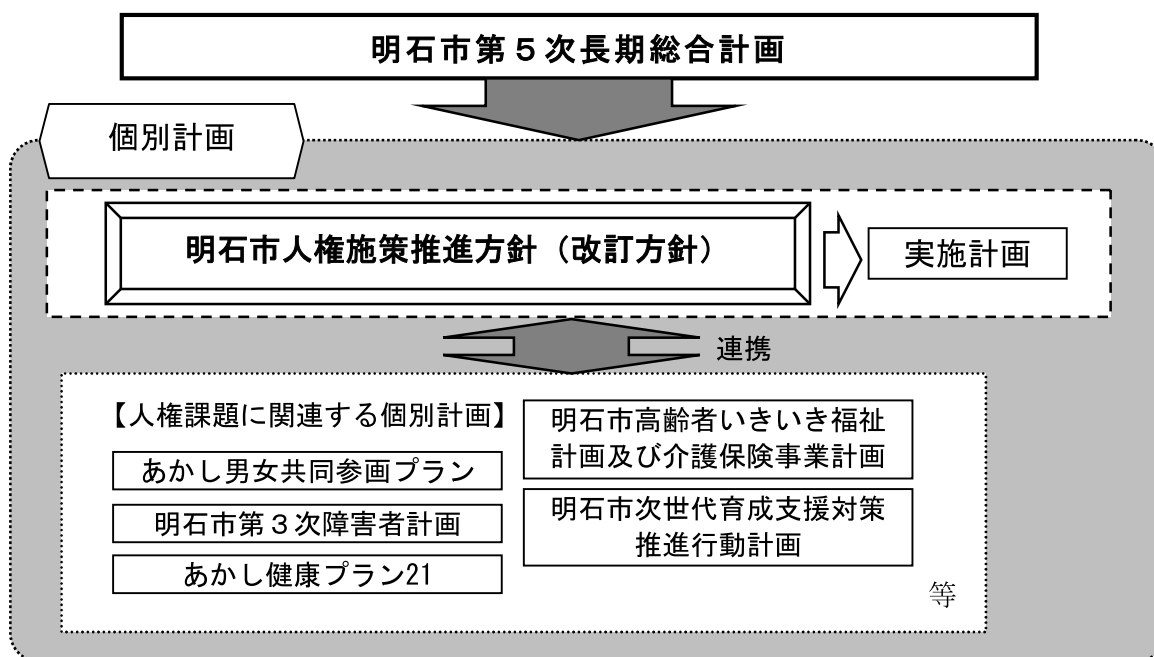 明石市第５次長期総合計画
個別計画
明石市人権施策推進方針（改訂方針）
実施計画
連携
【人権課題に関連する個別計画】
あかし男女共同参画プラン
明石市第３次障害者計画
あかし健康プラン21
明石市高齢者いきいき福祉
計画及び介護保険事業計画
明石市次世代育成支援対策
推進行動計画
等